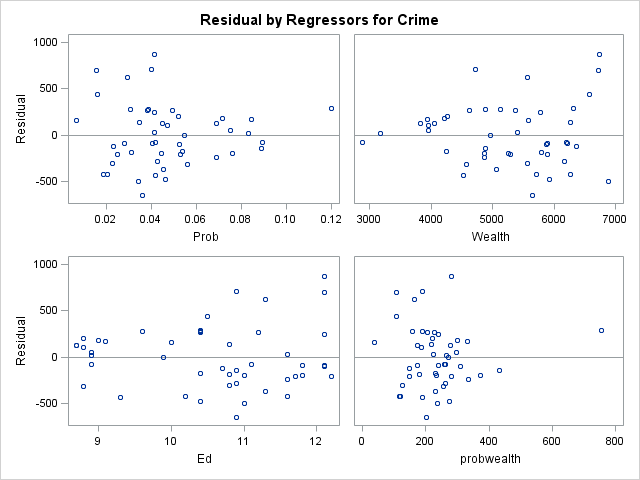 Residual by Regressors for Crime
1000
500
0
-500
Residual
0.02 0.04 0.06 0.08 0.10 0.12
Prob
3000 4000 5000 6000 7000
Wealth
1000
500
0
-500
Residual
9 10 11 12
Ed
0 200 400 600 800
probwealth